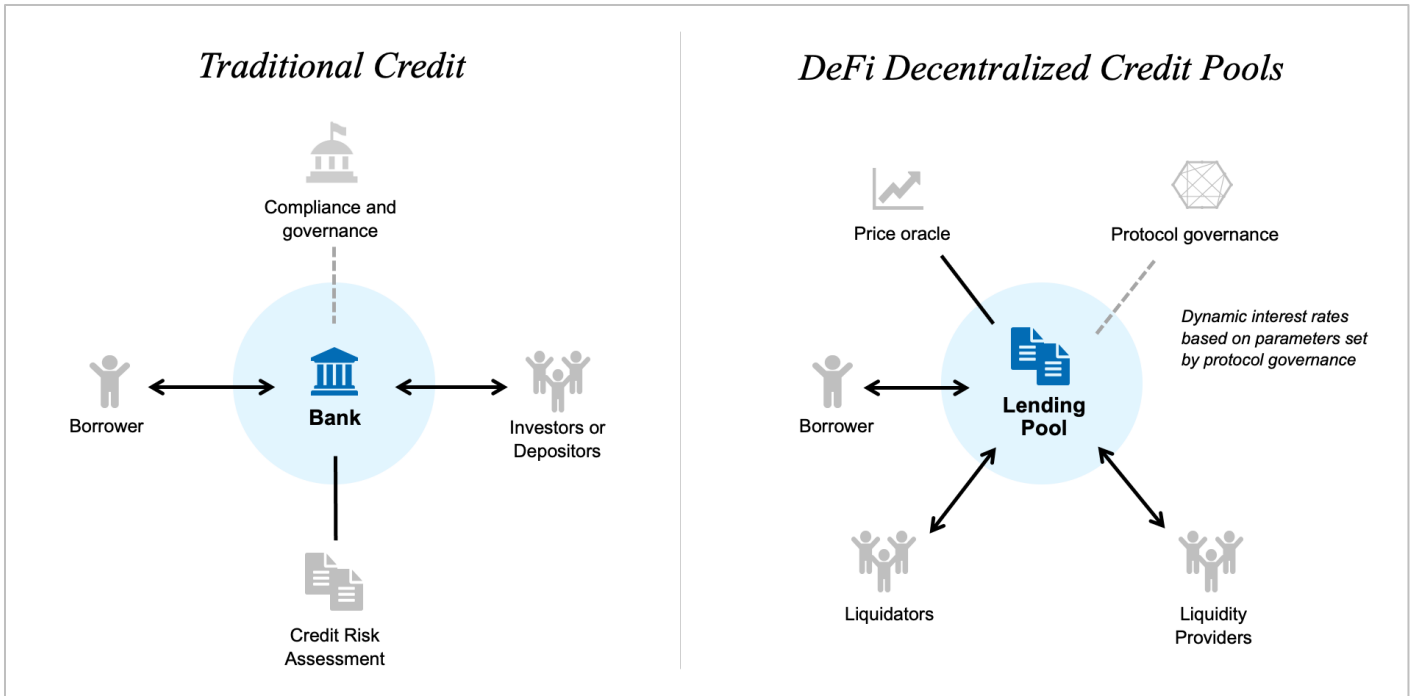 Traditional Credit
Compliance and
governance
Borrower
Bank
Investors or
Depositors
Credit Risk
Assessment
DeFi Decentralized Credit Pools
Price oracle
Protocol governance
Dynamic interest rates
based on parameters set
by protocol governance
Borrower
Lending
Pool
Liquidators
Liquidity
Providers